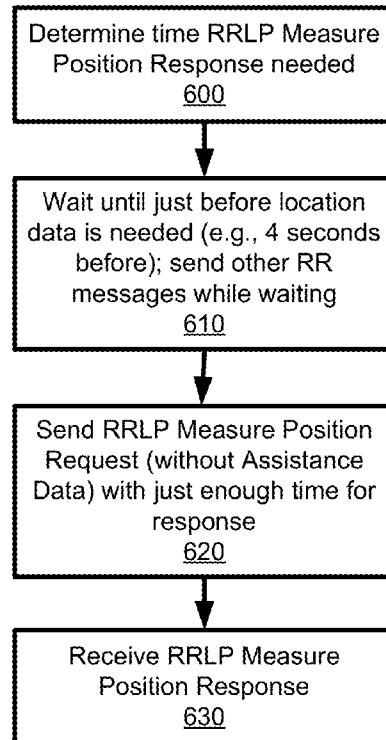 Determine time RRLP Measure
Position Response needed
600
Wait until just before location
data is needed (e.g., 4 seconds
before); send other RR
messages while waiting
610
Send RRLP Measure Position
Request (without Assistance
Data) with just enough time for
response
620
Receive RRLP Measure
Position Response
630